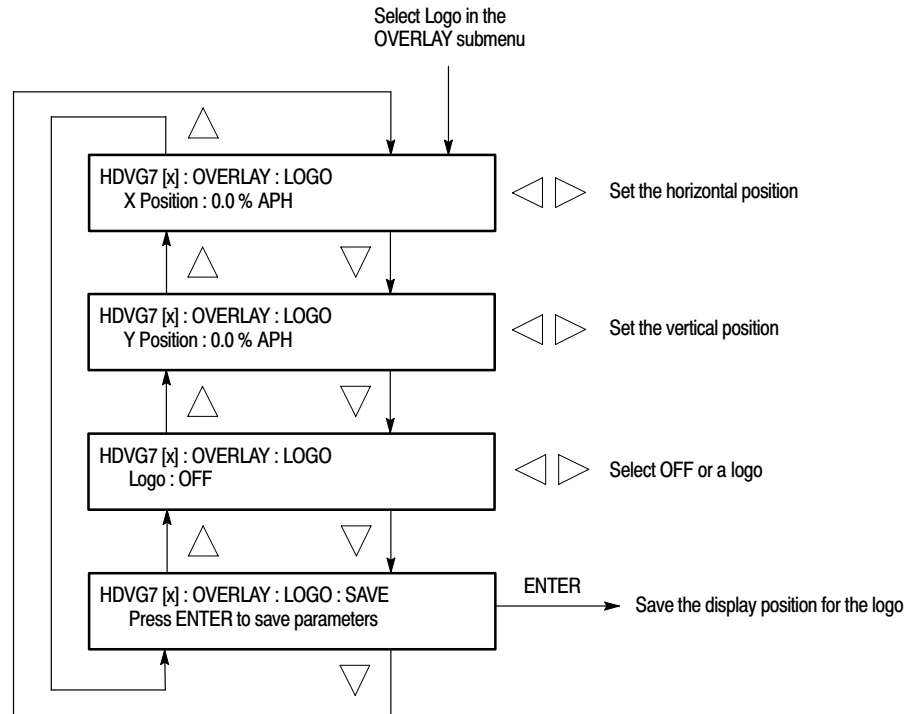 Select Logo in the
OVERLAY submenu
HDVG7 [x] : OVERLAY : LOGO
X Position : 0.0 % APH
Set the horizontal position
HDVG7 [x] : OVERLAY : LOGO
Y Position : 0.0 % APH
Set the vertical position
HDVG7 [x] : OVERLAY : LOGO
Logo : OFF
Select OFF or a logo
HDVG7 [x] : OVERLAY : LOGO : SAVE
Press ENTER to save parameters
ENTER
Save the display position for the logo